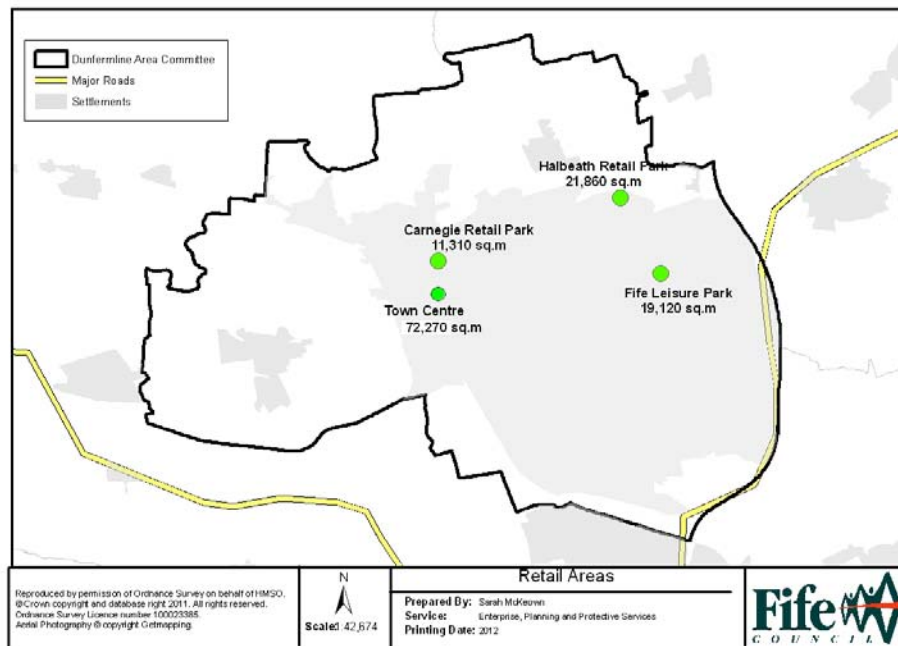 Dunfermline Area Committee
Major Roads
Settlements
Halbeath Retail Park
21,860 sq.m
Carnegie Retail Park
11,310 sq.m
Town Centre
72,270 sq.m
Fife Leisure Park
19,120 sq.m
Reproduced by permission of Ordnance Survey on behalf of HMSO.
©Crown copyright and database right 2011. All rights reserved.
Ordnance Survey Licence number 100023385.
Aerial Photography © copyright Getmapping.
N
Scale1:42,674
Retail Areas
Prepared By: Sarah McKeown
Service: Enterprise, Planning and Protective Services
Printing Date: 2012
Fife
COUNCIL